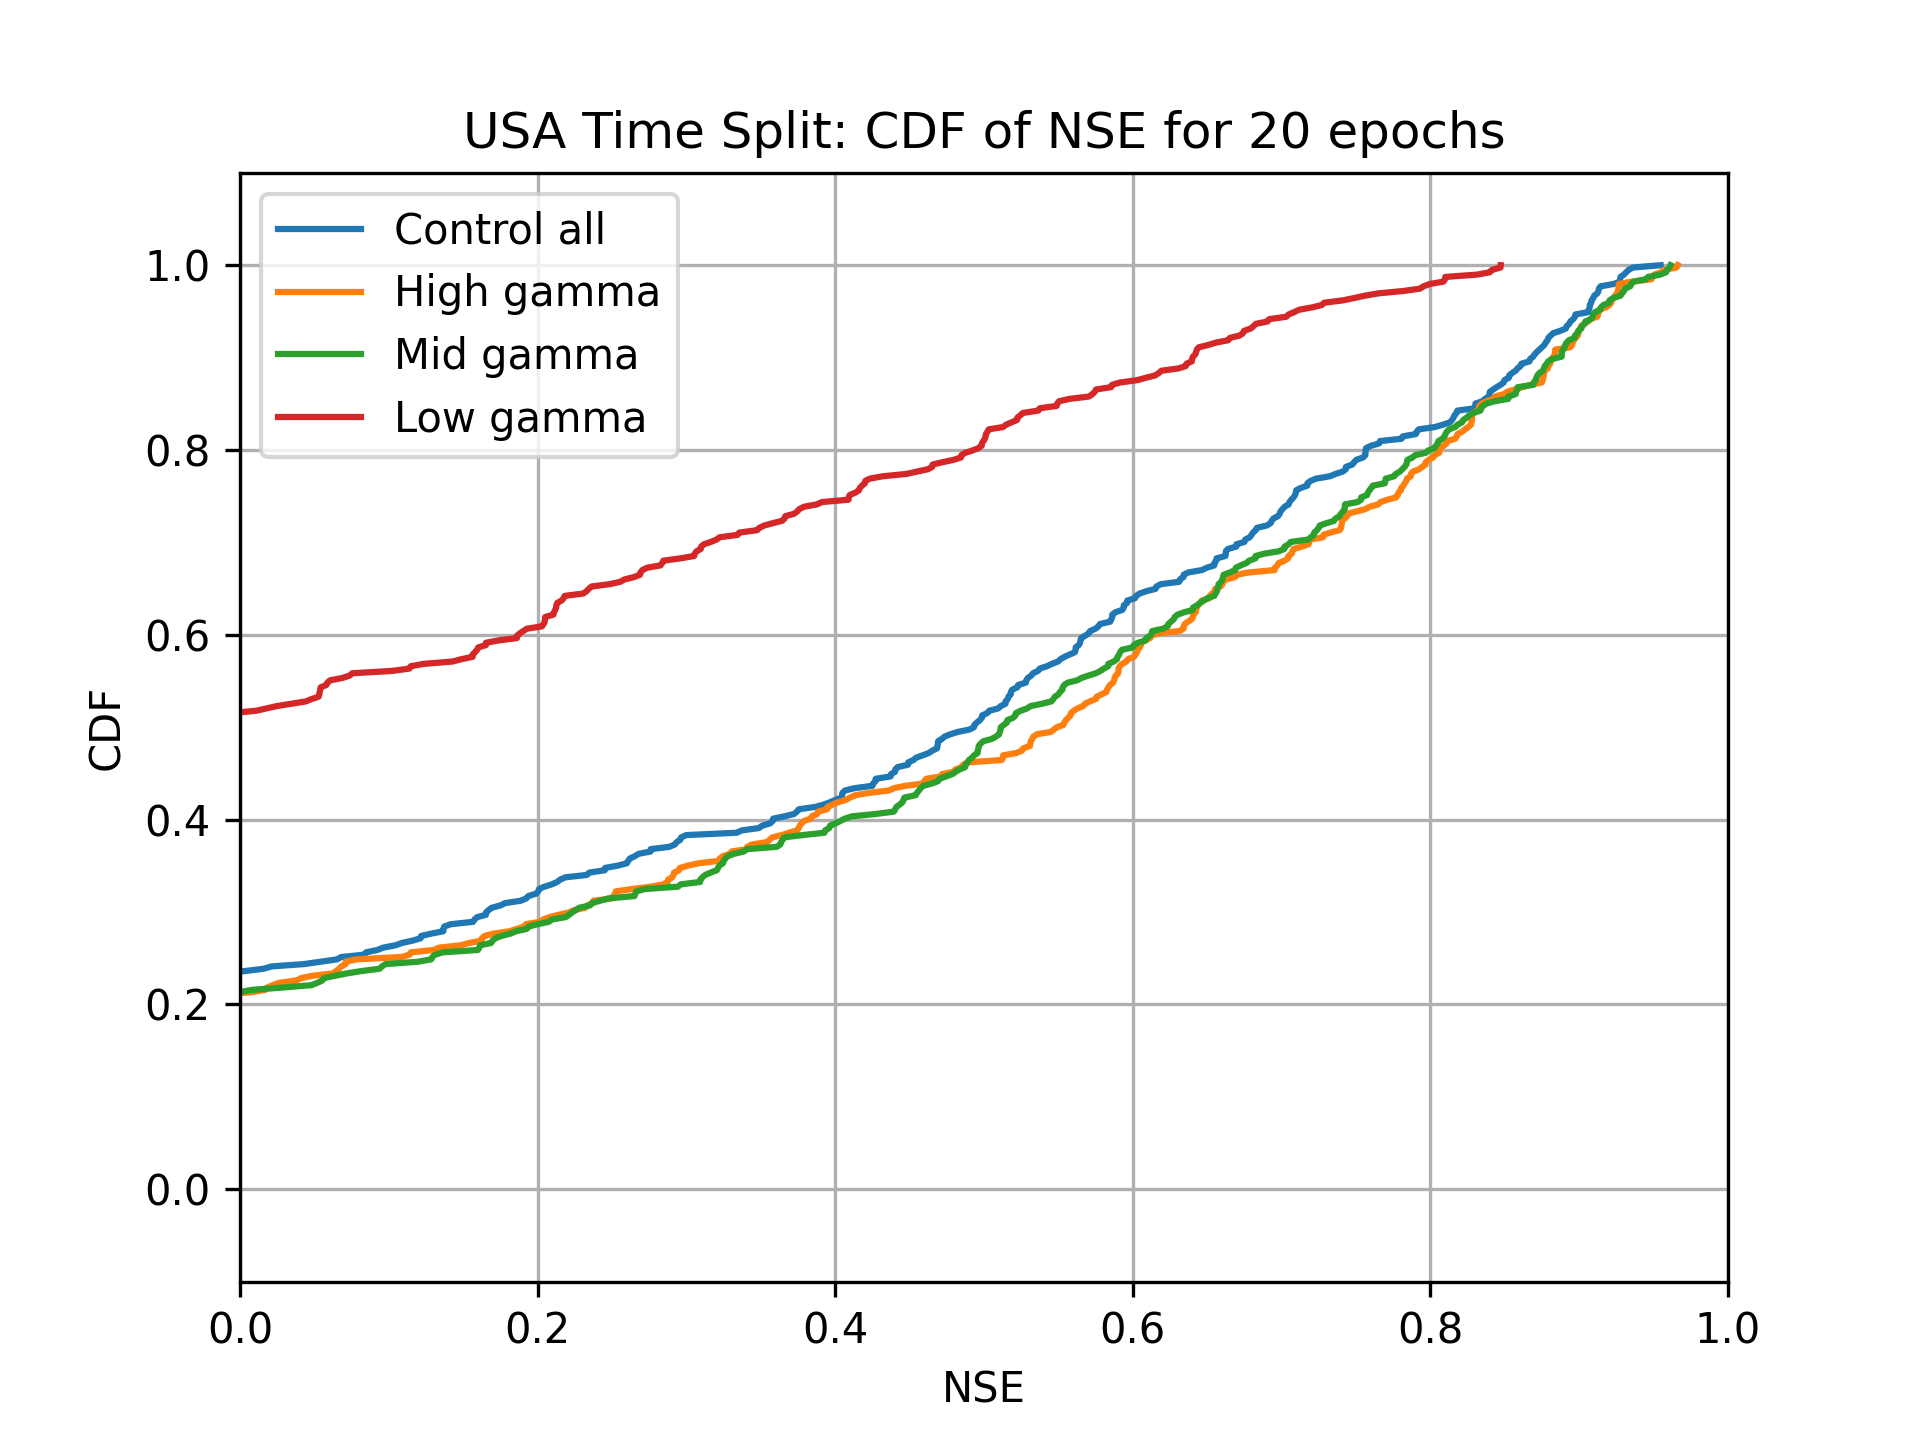 USA Time Split: CDF of NSE for 20 epochs
Control all
High gamma
Mid gamma
Low gamma
1.0
0.8
0.6
0.4
0.2
0.0
CDF
0.0 0.2 0.4 0.6 0.8 1.0
NSE